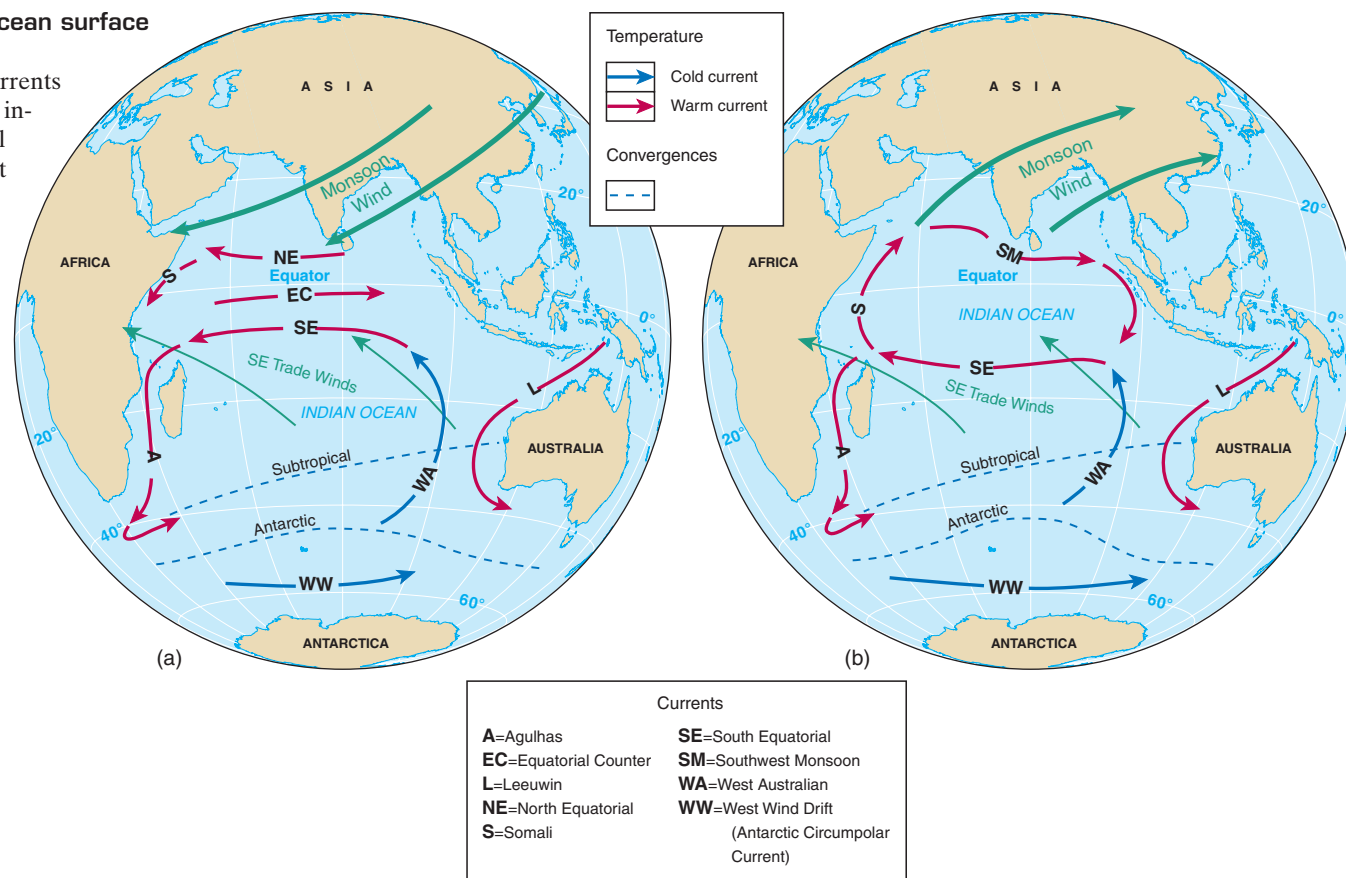 cean surface
rrents
in-
l
t
Temperature
Cold current
Warm current
Convergences
A S I A
Monsoon
Wind
20°
AFRICA
NE
S
Equator
EC
0°
SE
SE Trade Winds
L
INDIAN OCEAN
20°
AUSTRALIA
A
Subtropical
WA
40°
Antarctic
WW
60°
ANTARCTICA
(a)
A S I A
Monsoon
Wind
20°
AFRICA
SM
Equator
S
INDIAN OCEAN
0°
SE
SE Trade Winds
L
20°
AUSTRALIA
A
Subtropical
WA
40°
Antarctic
WW
60°
ANTARCTICA
(b)
Currents
A=Agulhas
EC=Equatorial Counter
L=Leeuwin
NE=North Equatorial
S=Somali
SE=South Equatorial
SM=Southwest Monsoon
WA=West Australian
WW=West Wind Drift
(Antarctic Circumpolar
Current)